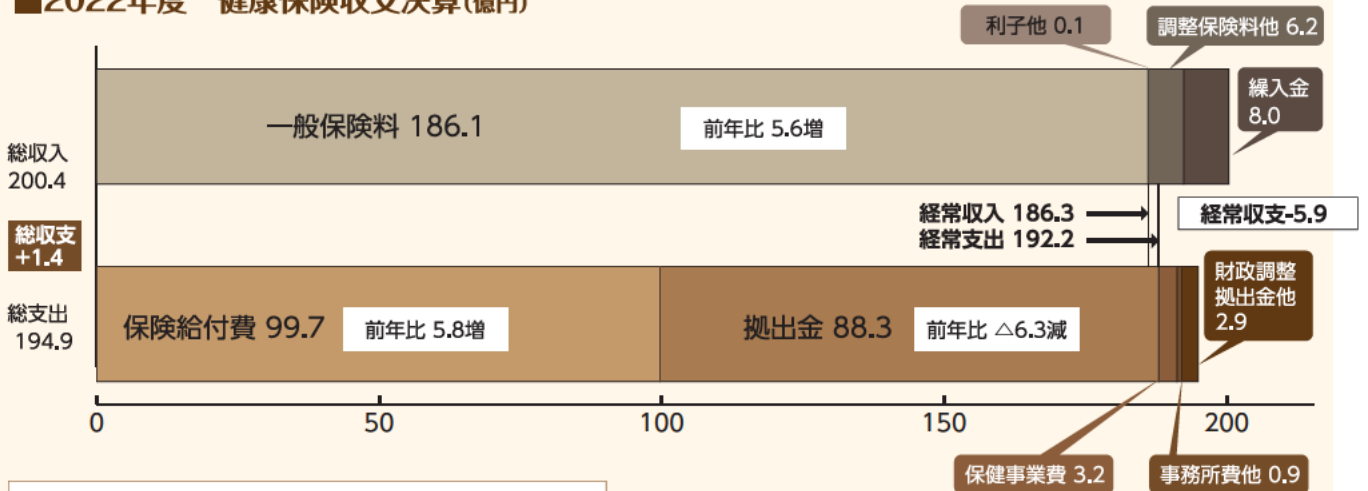 ■2022年度　健康保険収支決算(億円)
利子他 0.1
調整保険料他 6.2
繰入金
8.0
一般保険料 186.1
前年比 5.6増
総収入
200.4
経常収入 186.3
経常支出 192.2
経常収支-5.9
総収支
+1.4
財政調整
拠出金他
2.9
総支出
194.9
保険給付費 99.7
前年比 5.8増
拠出金 88.3
前年比 △6.3減
0
50
100
150
200
保健事業費 3.2
事務所費他 0.9